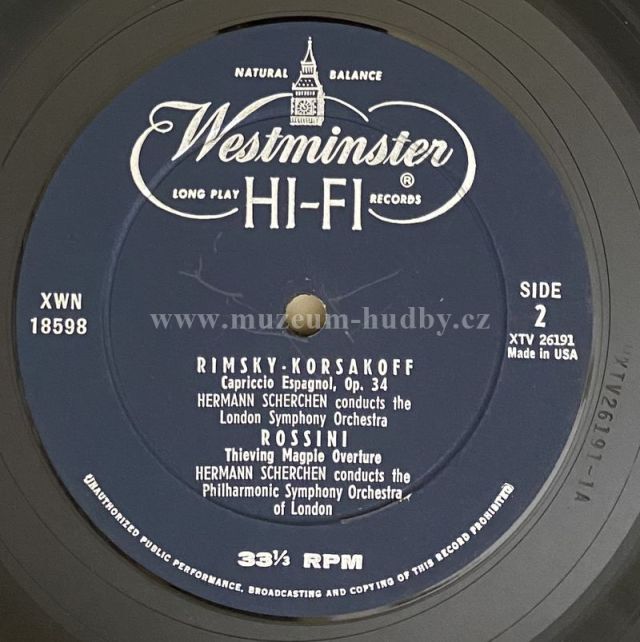 NATURAL BALANCE
Westminster ®
LONG PLAY HI-FI RECORDS
XWN
18598
SIDE
2
XTV 26191
Made in USA
www.muzeum-hudby.cz
RIMSKY-KORSAKOFF
Capriccio Espagnol, Op. 34
HERMANN SCHERCHEN conducts the
London Symphony Orchestra
ROSSINI
Thieving Magpie Overture
HERMANN SCHERCHEN conducts the
Philharmonic Symphony Orchestra
of London
33⅓ RPM
UNAUTHORIZED PUBLIC PERFORMANCE, BROADCASTING AND COPYING OF THIS RECORD PROHIBITED
XTV26191-1A